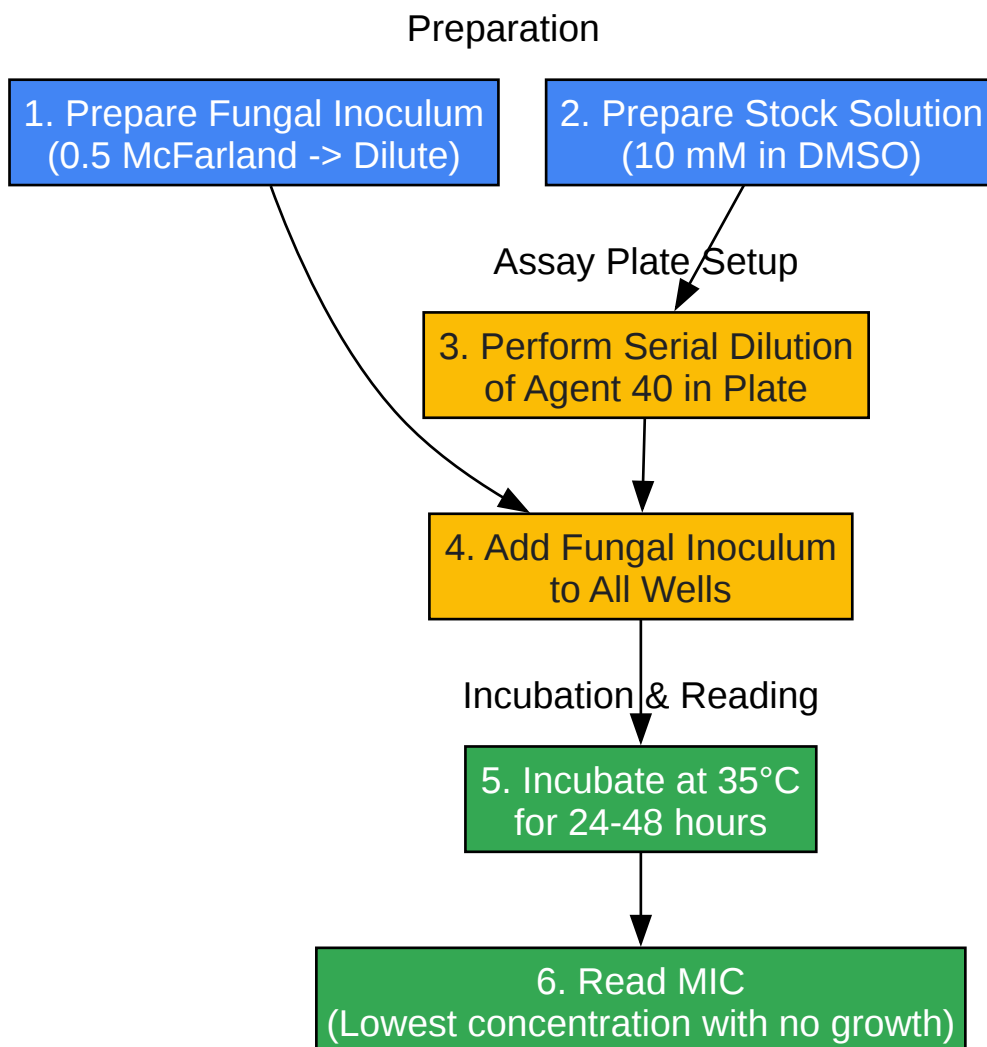 Preparation
1. Prepare Fungal Inoculum
(0.5 McFarland -> Dilute)
2. Prepare Stock Solution
(10 mM in DMSO)
Assay Plate Setup
3. Perform Serial Dilution
of Agent 40 in Plate
4. Add Fungal Inoculum
to All Wells
Incubation & Reading
5. Incubate at 35°C
for 24-48 hours
6. Read MIC
(Lowest concentration with no growth)